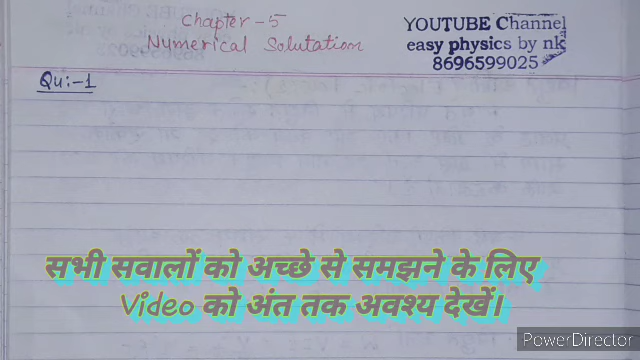 Chapter - 5
Numerical Solutation
YOUTUBE Channel
easy physics by nk
8696599025
Qu:-1
सभी सवालों को अच्छे से समझने के लिए
Video को अंत तक अवश्य देखें।
PowerDirector